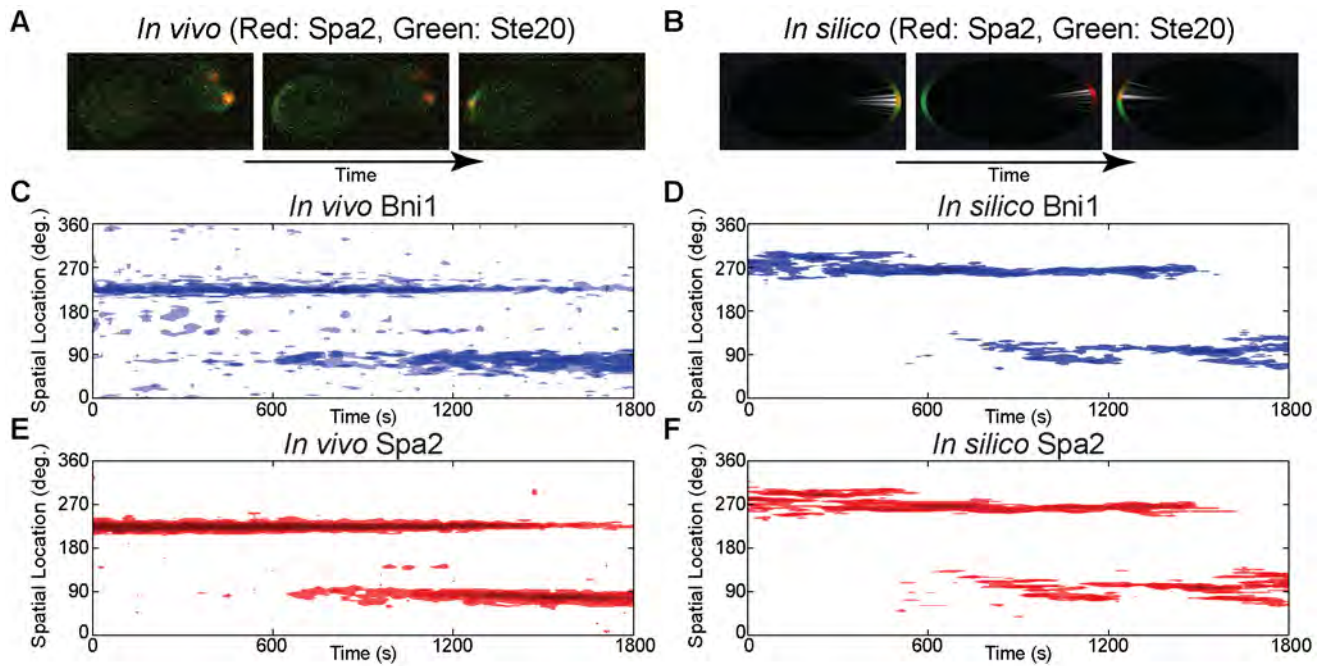 A
In vivo (Red: Spa2, Green: Ste20)
Time
B
In silico (Red: Spa2, Green: Ste20)
Time
C
In vivo Bni1
Spatial Location (deg.)
360
270
180
90
0
0 600 1200 1800
Time (s)
D
In silico Bni1
Spatial Location (deg.)
360
270
180
90
0
0 600 1200 1800
Time (s)
E
In vivo Spa2
Spatial Location (deg.)
360
270
180
90
0
0 600 1200 1800
Time (s)
F
In silico Spa2
Spatial Location (deg.)
360
270
180
90
0
0 600 1200 1800
Time (s)